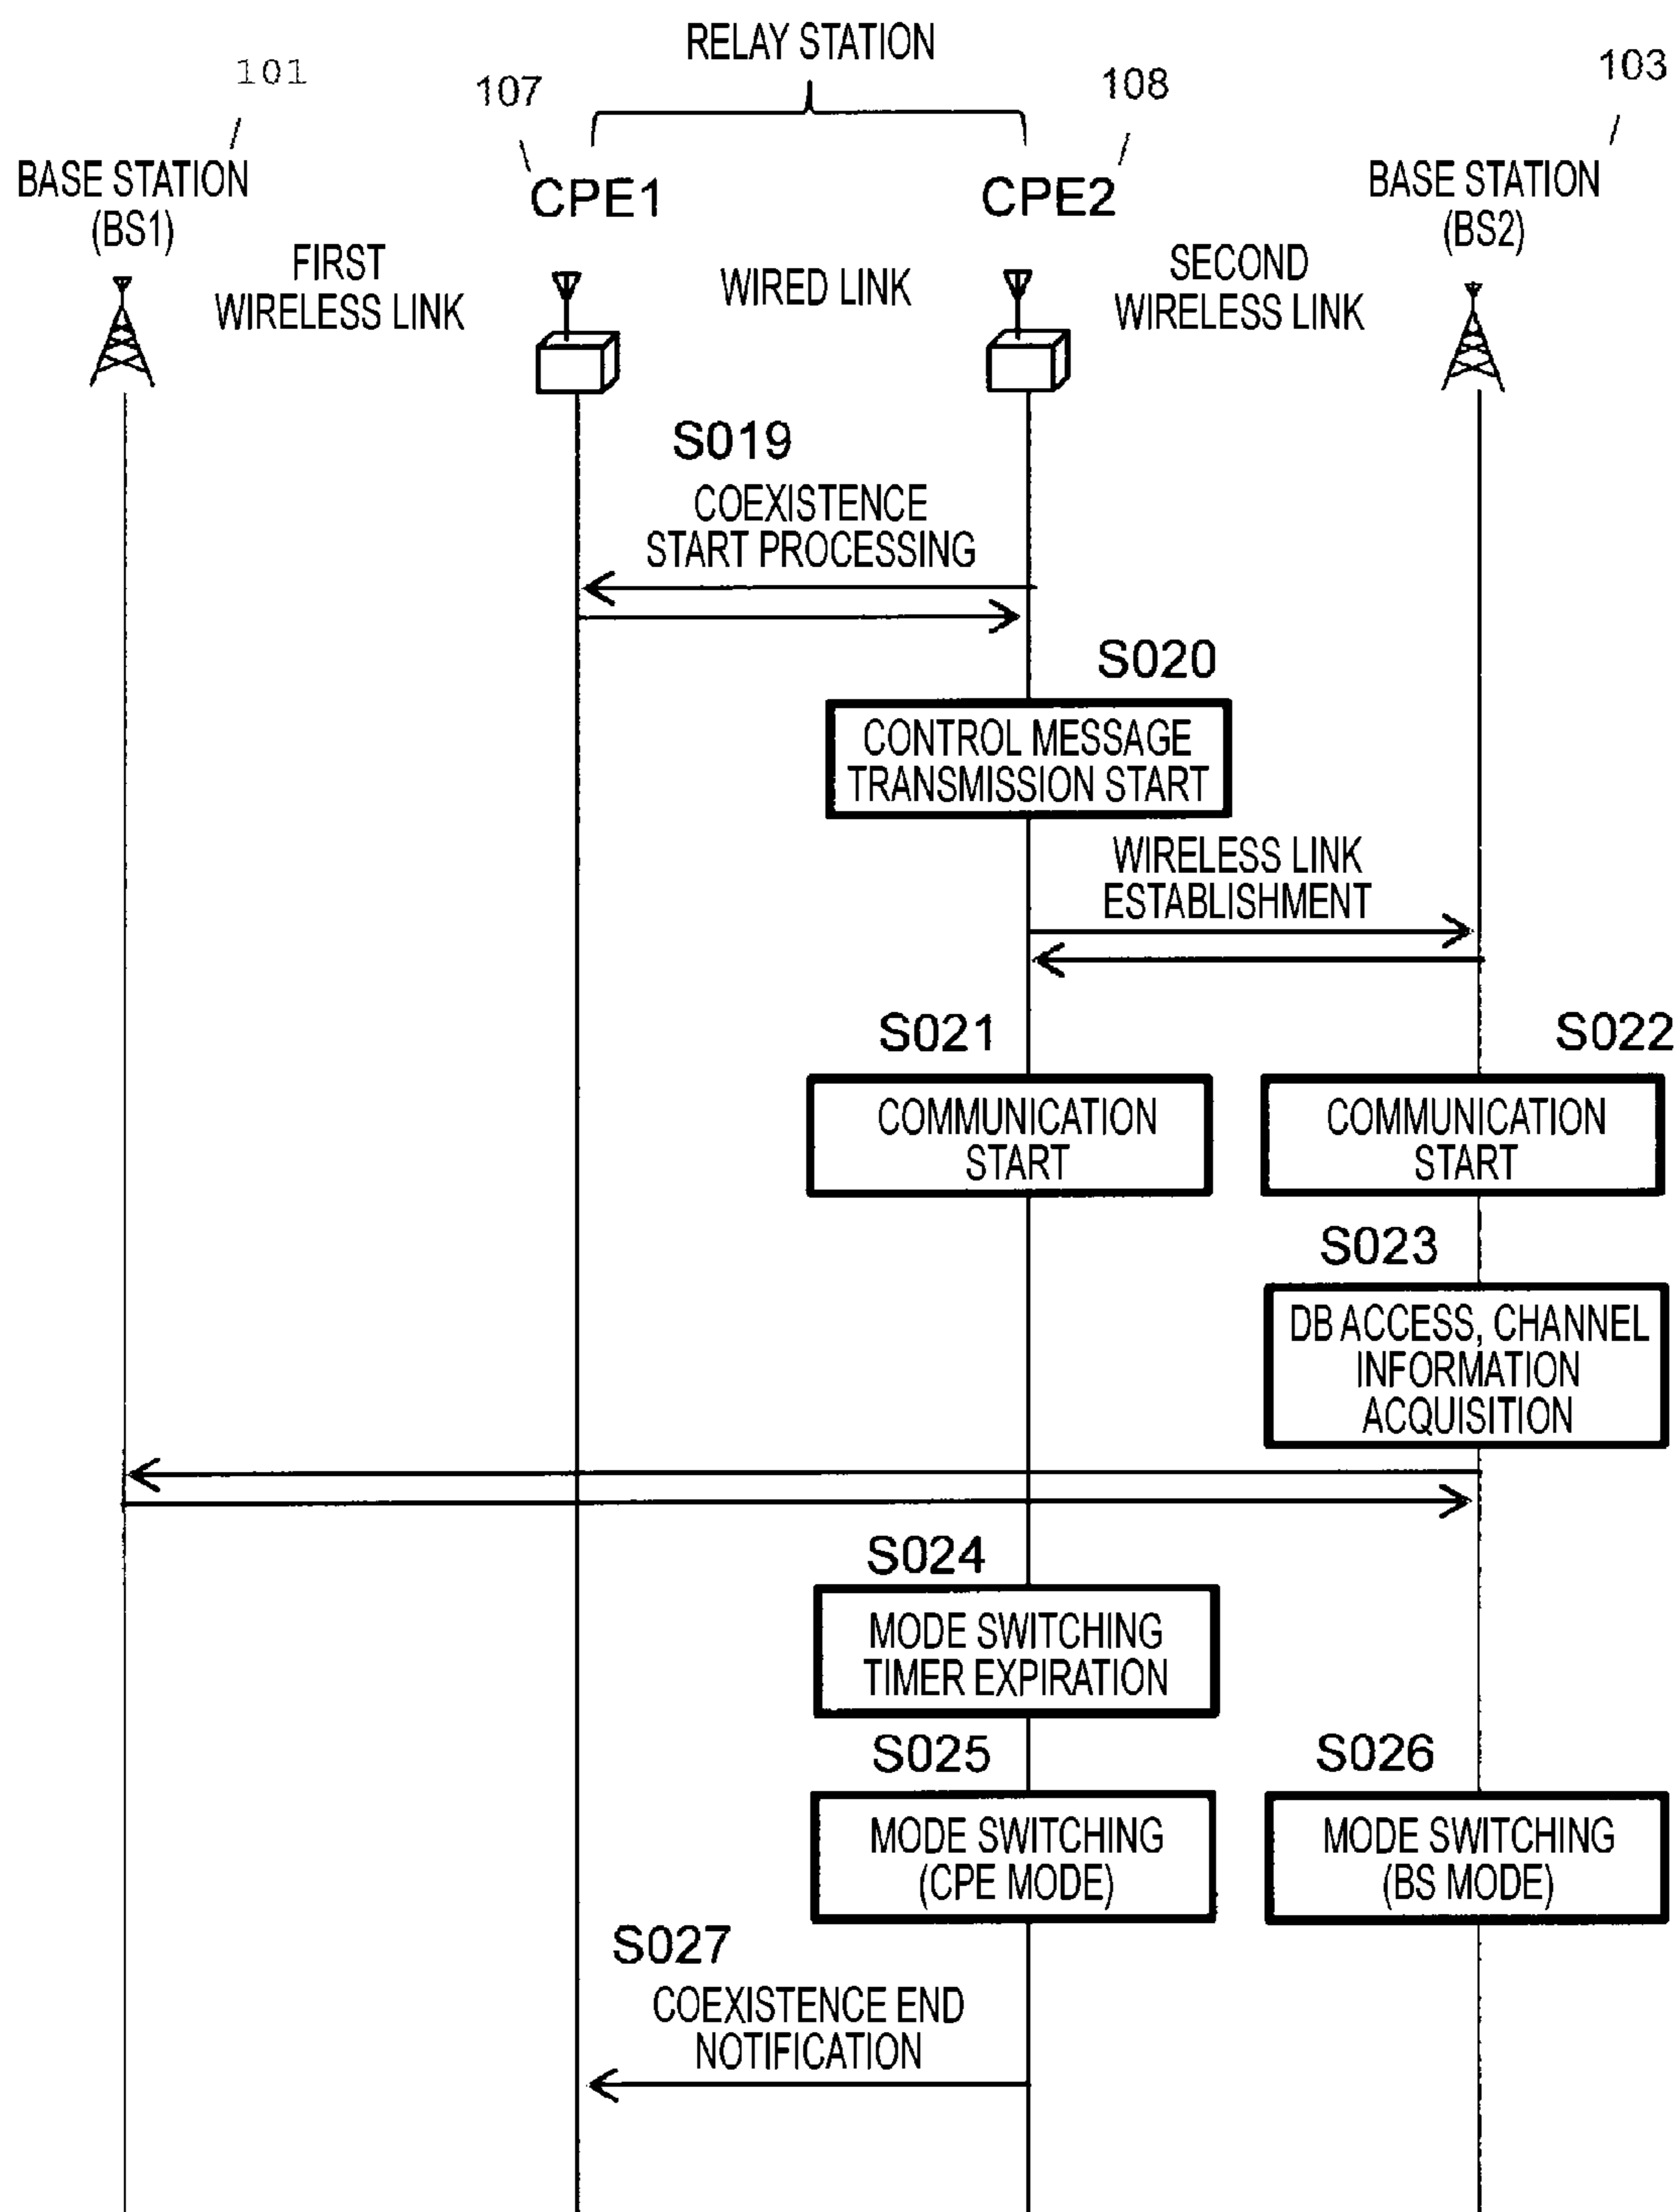 RELAY STATION
101
107
108
103
BASE STATION
(BS1)
CPE1
CPE2
BASE STATION
(BS2)
FIRST
WIRELESS LINK
WIRED LINK
SECOND
WIRELESS LINK
S019
COEXISTENCE
START PROCESSING
S020
CONTROL MESSAGE
TRANSMISSION START
WIRELESS LINK
ESTABLISHMENT
S021
S022
COMMUNICATION
START
COMMUNICATION
START
S023
DB ACCESS, CHANNEL
INFORMATION
ACQUISITION
S024
MODE SWITCHING
TIMER EXPIRATION
S025
S026
MODE SWITCHING
(CPE MODE)
MODE SWITCHING
(BS MODE)
S027
COEXISTENCE END
NOTIFICATION